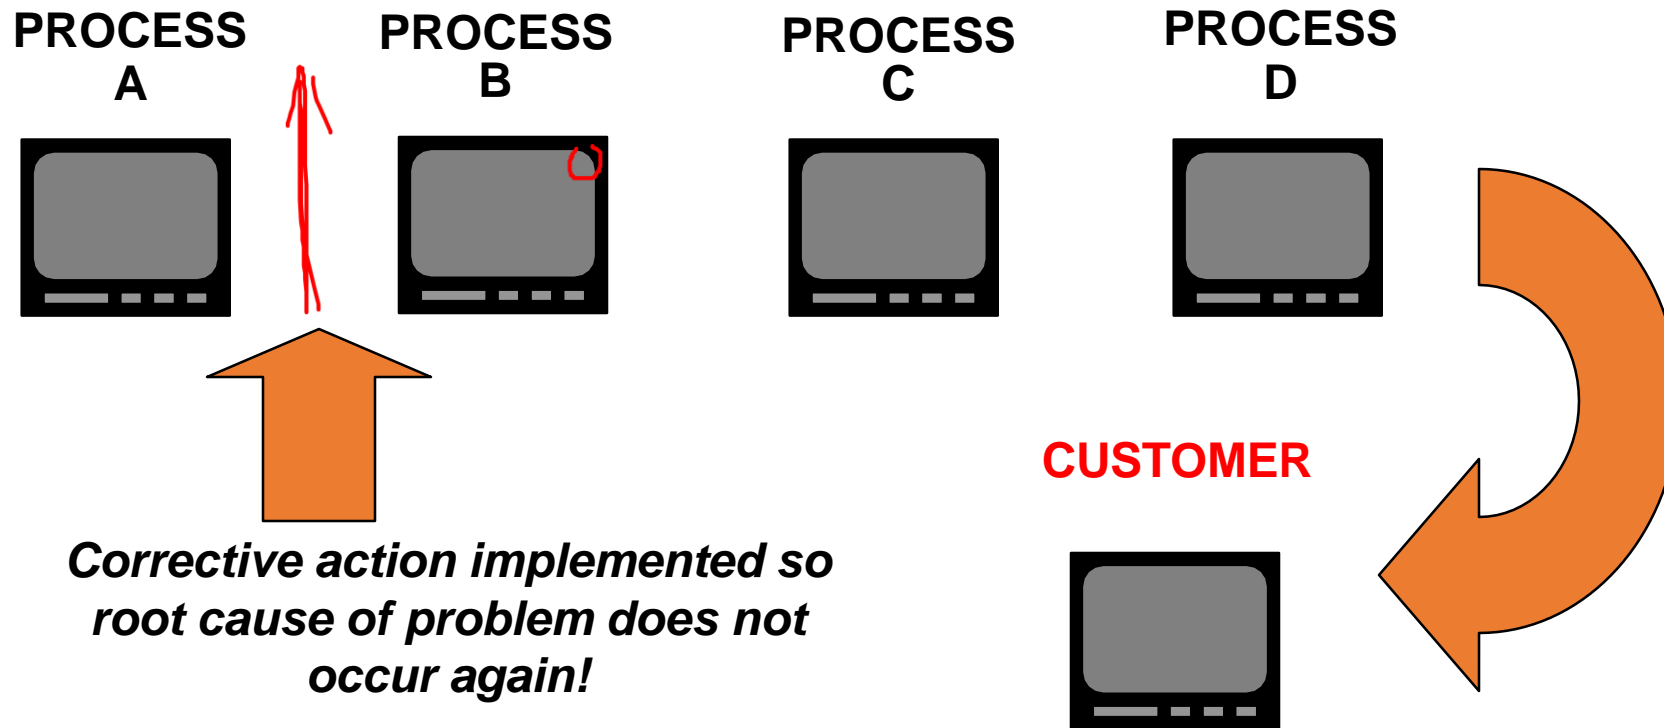 PROCESS
A
PROCESS
B
PROCESS
C
PROCESS
D
CUSTOMER
Corrective action implemented so
root cause of problem does not
occur again!